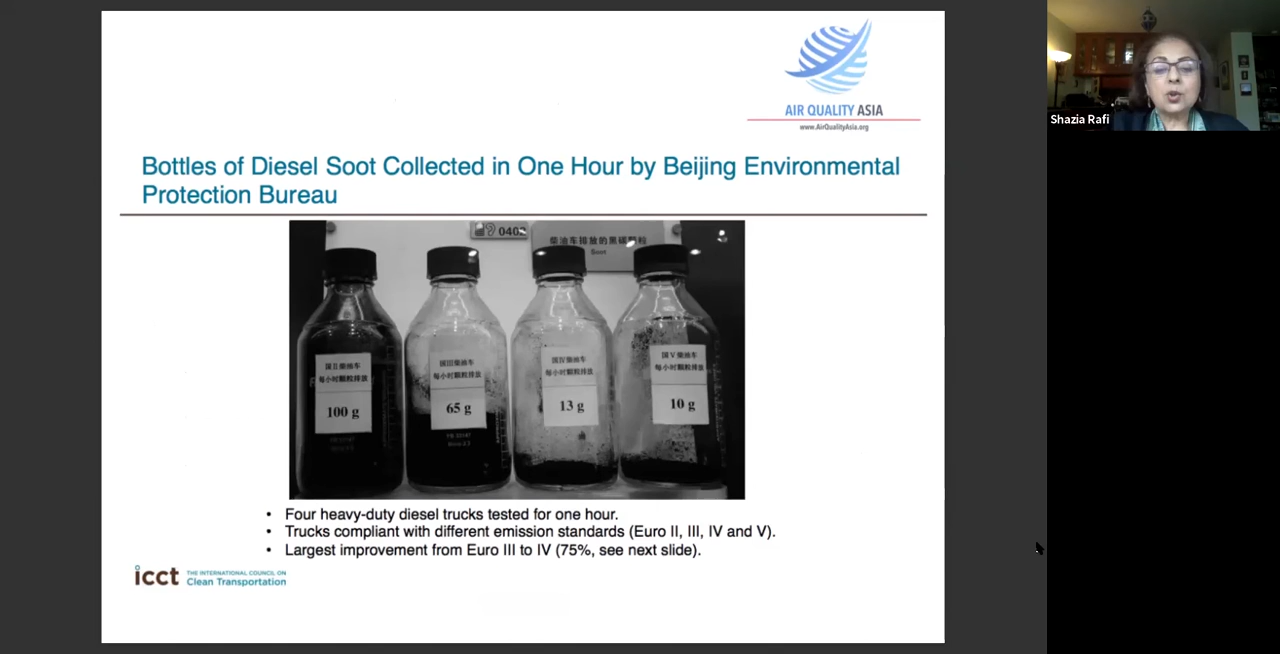 AIR QUALITY ASIA
www.AirQualityAsia.org
Shazia Rafi
Bottles of Diesel Soot Collected in One Hour by Beijing Environmental
Protection Bureau
0402
柴油车排放的黑碳颗粒
Soot
国II柴油车
每小时颗粒排放
100 g
国III柴油车
每小时颗粒排放
65 g
国IV柴油车
每小时颗粒排放
13 g
国V柴油车
每小时颗粒排放
10 g
• Four heavy-duty diesel trucks tested for one hour.
• Trucks compliant with different emission standards (Euro II, III, IV and V).
• Largest improvement from Euro III to IV (75%, see next slide).
icct THE INTERNATIONAL COUNCIL ON
Clean Transportation